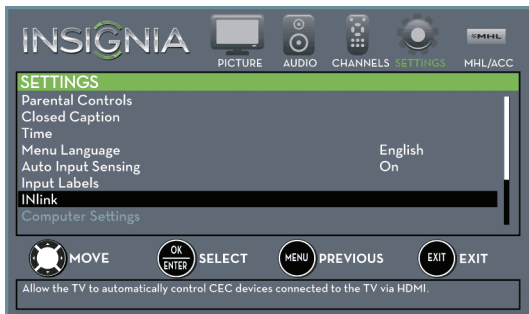 INSIGNIA
PICTURE AUDIO CHANNELS SETTINGS MHL MHL/ACC
SETTINGS
Parental Controls
Closed Caption
Time
Menu Language English
Auto Input Sensing On
Input Labels
INlink
Computer Settings
MOVE OK ENTER SELECT MENU PREVIOUS EXIT EXIT
Allow the TV to automatically control CEC devices connected to the TV via HDMI.